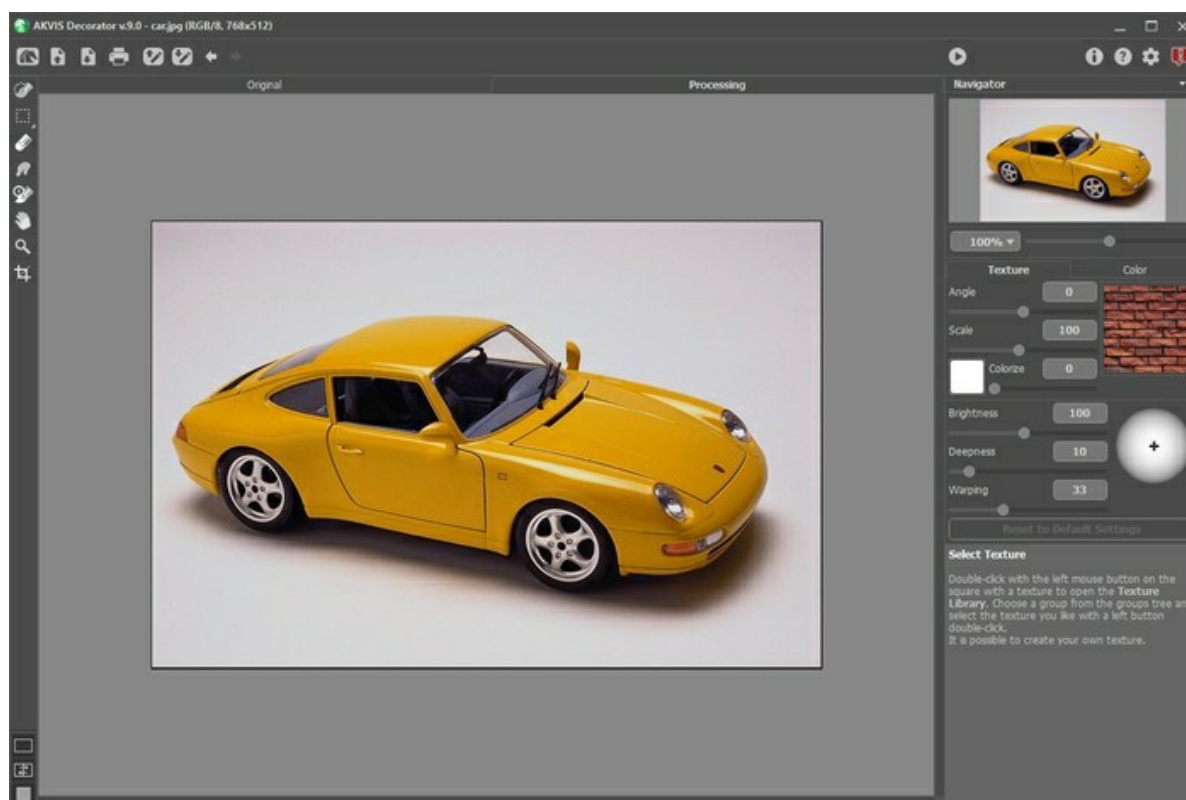 AKVIS Decorator v.9.0 - car.jpg (RGB/8, 768x512)
Original
Processing
Navigator
100%
Texture
Color
Angle
0
Scale
100
Colorize
0
Brightness
100
Deepness
10
Warping
33
Reset to Default Settings
Select Texture
Double-click with the left mouse button on the
square with a texture to open the Texture
Library. Choose a group from the groups tree an
select the texture you like with a left button
double-click.
It is possible to create your own texture.